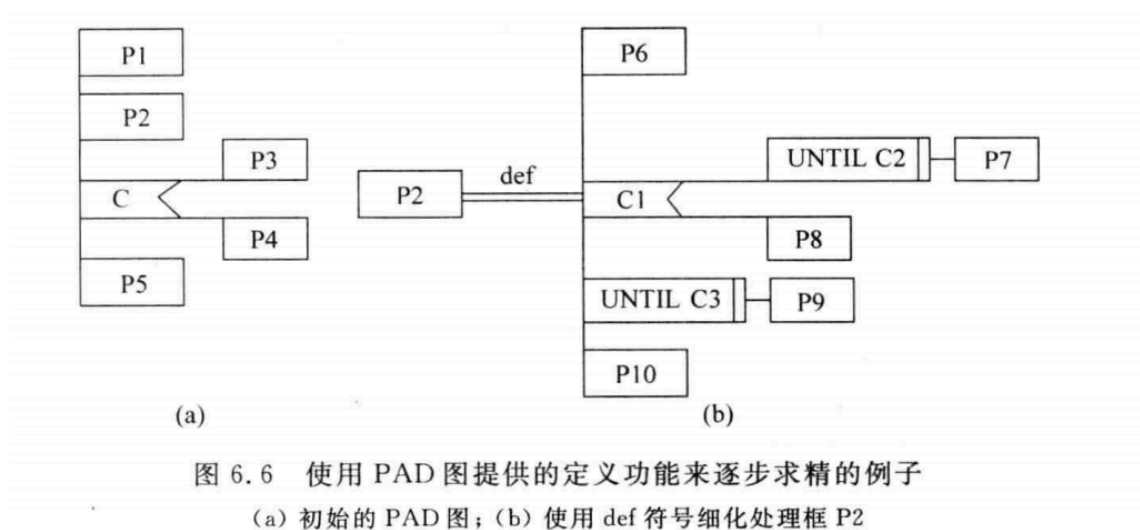 P1
P2
P3
C
P4
P5
(a)
P6
UNTIL C2
P7
def
P2
C1
P8
UNTIL C3
P9
P10
(b)
图 6.6 使用 PAD 图提供的定义功能来逐步求精的例子
(a) 初始的 PAD 图; (b) 使用 def 符号细化处理框 P2